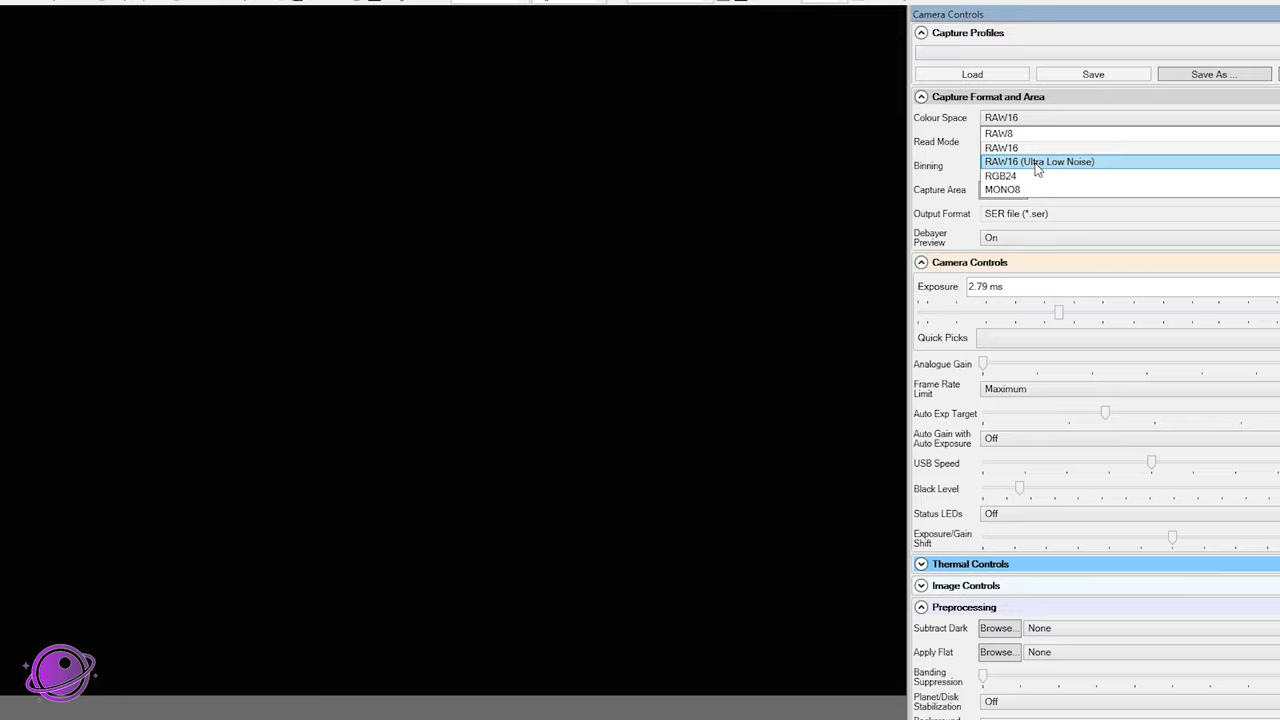 Camera Controls
Capture Profiles
Load Save Save As ...
Capture Format and Area
Colour Space RAW16
RAW8
Read Mode
RAW16
RAW16 (Ultra Low Noise)
Binning
RGB24
Capture Area MONO8
Output Format SER file (*.ser)
Debayer
Preview On
Camera Controls
Exposure 2.79 ms
Quick Picks
Analogue Gain
Frame Rate
Limit Maximum
Auto Exp Target
Auto Gain with
Auto Exposure Off
USB Speed
Black Level
Status LEDs Off
Exposure/Gain
Shift
Thermal Controls
Image Controls
Preprocessing
Subtract Dark Browse... None
Apply Flat Browse... None
Banding
Suppression
Planet/Disk
Stabilization Off